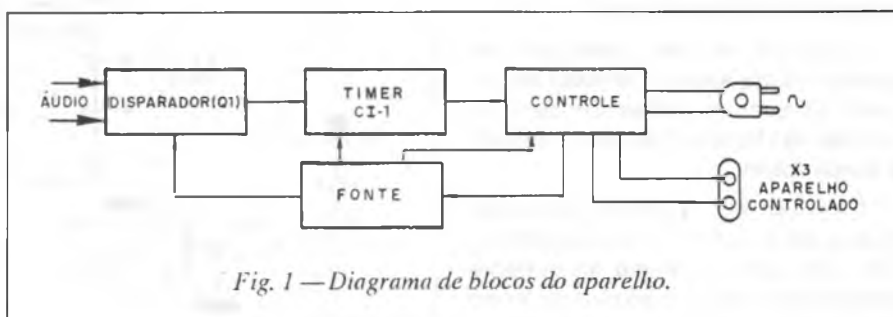 ÁUDIO
DISPARADOR(Q1)
TIMER
CI-1
CONTROLE
FONTE
X3
APARELHO
CONTROLADO
Fig. 1 — Diagrama de blocos do aparelho.